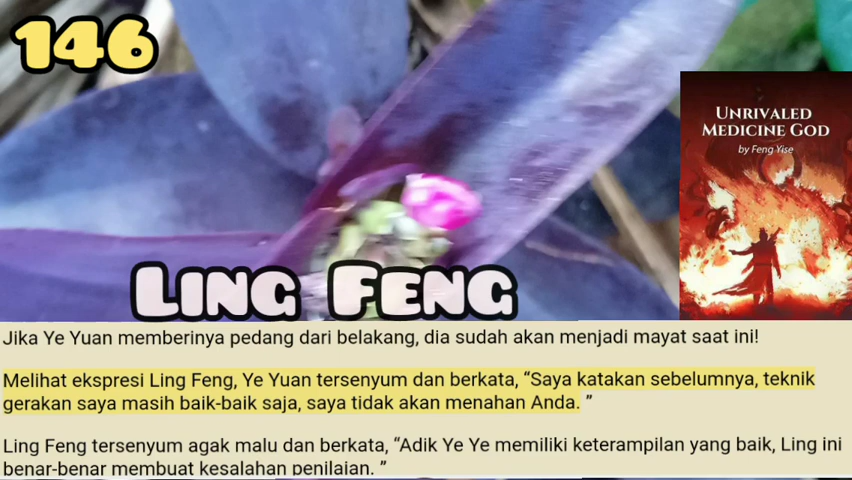 146
UNRIVALED
MEDICINE GOD
by Feng Yise
LING FENG
Jika Ye Yuan memberinya pedang dari belakang, dia sudah akan menjadi mayat saat ini!
Melihat ekspresi Ling Feng, Ye Yuan tersenyum dan berkata, “Saya katakan sebelumnya, teknik
gerakan saya masih baik-baik saja, saya tidak akan menahan Anda. ”
Ling Feng tersenyum agak malu dan berkata, “Adik Ye Ye memiliki keterampilan yang baik, Ling ini
benar-benar membuat kesalahan penilaian. ”